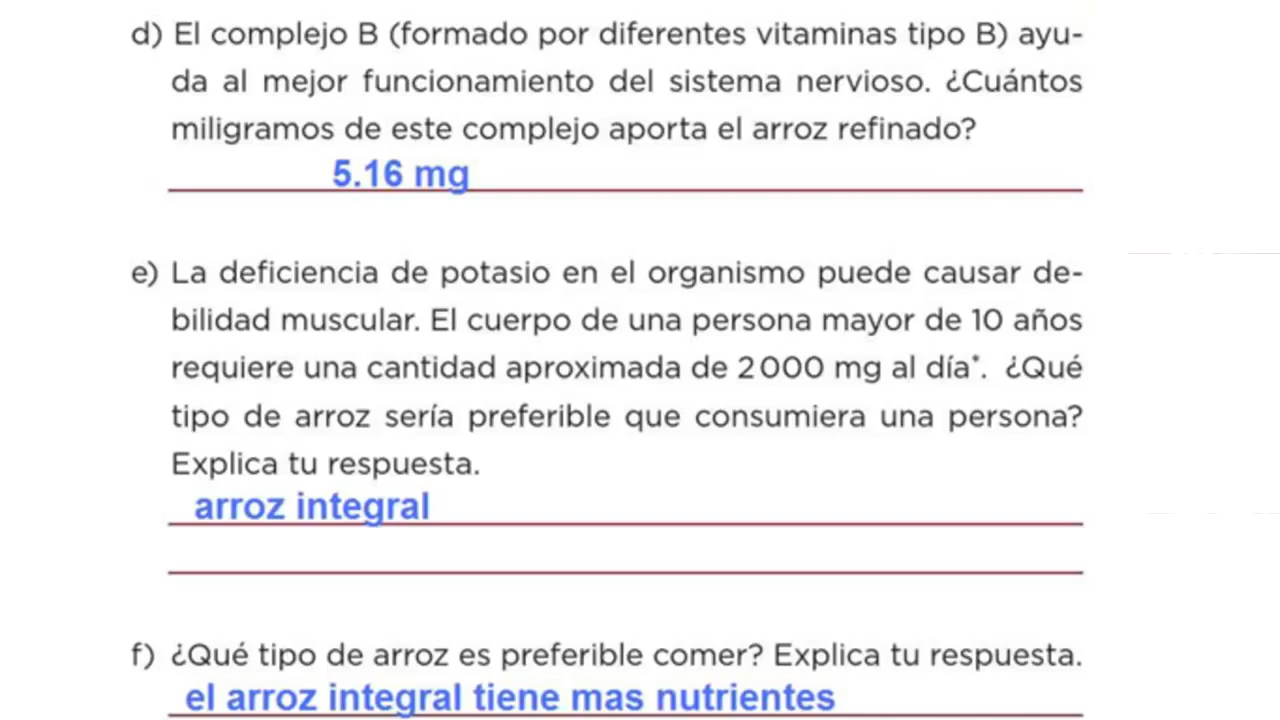 d) El complejo B (formado por diferentes vitaminas tipo B) ayu-
da al mejor funcionamiento del sistema nervioso. ¿Cuántos
miligramos de este complejo aporta el arroz refinado?
5.16 mg
e) La deficiencia de potasio en el organismo puede causar de-
bilidad muscular. El cuerpo de una persona mayor de 10 años
requiere una cantidad aproximada de 2 000 mg al día*. ¿Qué
tipo de arroz sería preferible que consumiera una persona?
Explica tu respuesta.
arroz integral
f) ¿Qué tipo de arroz es preferible comer? Explica tu respuesta.
el arroz integral tiene mas nutrientes